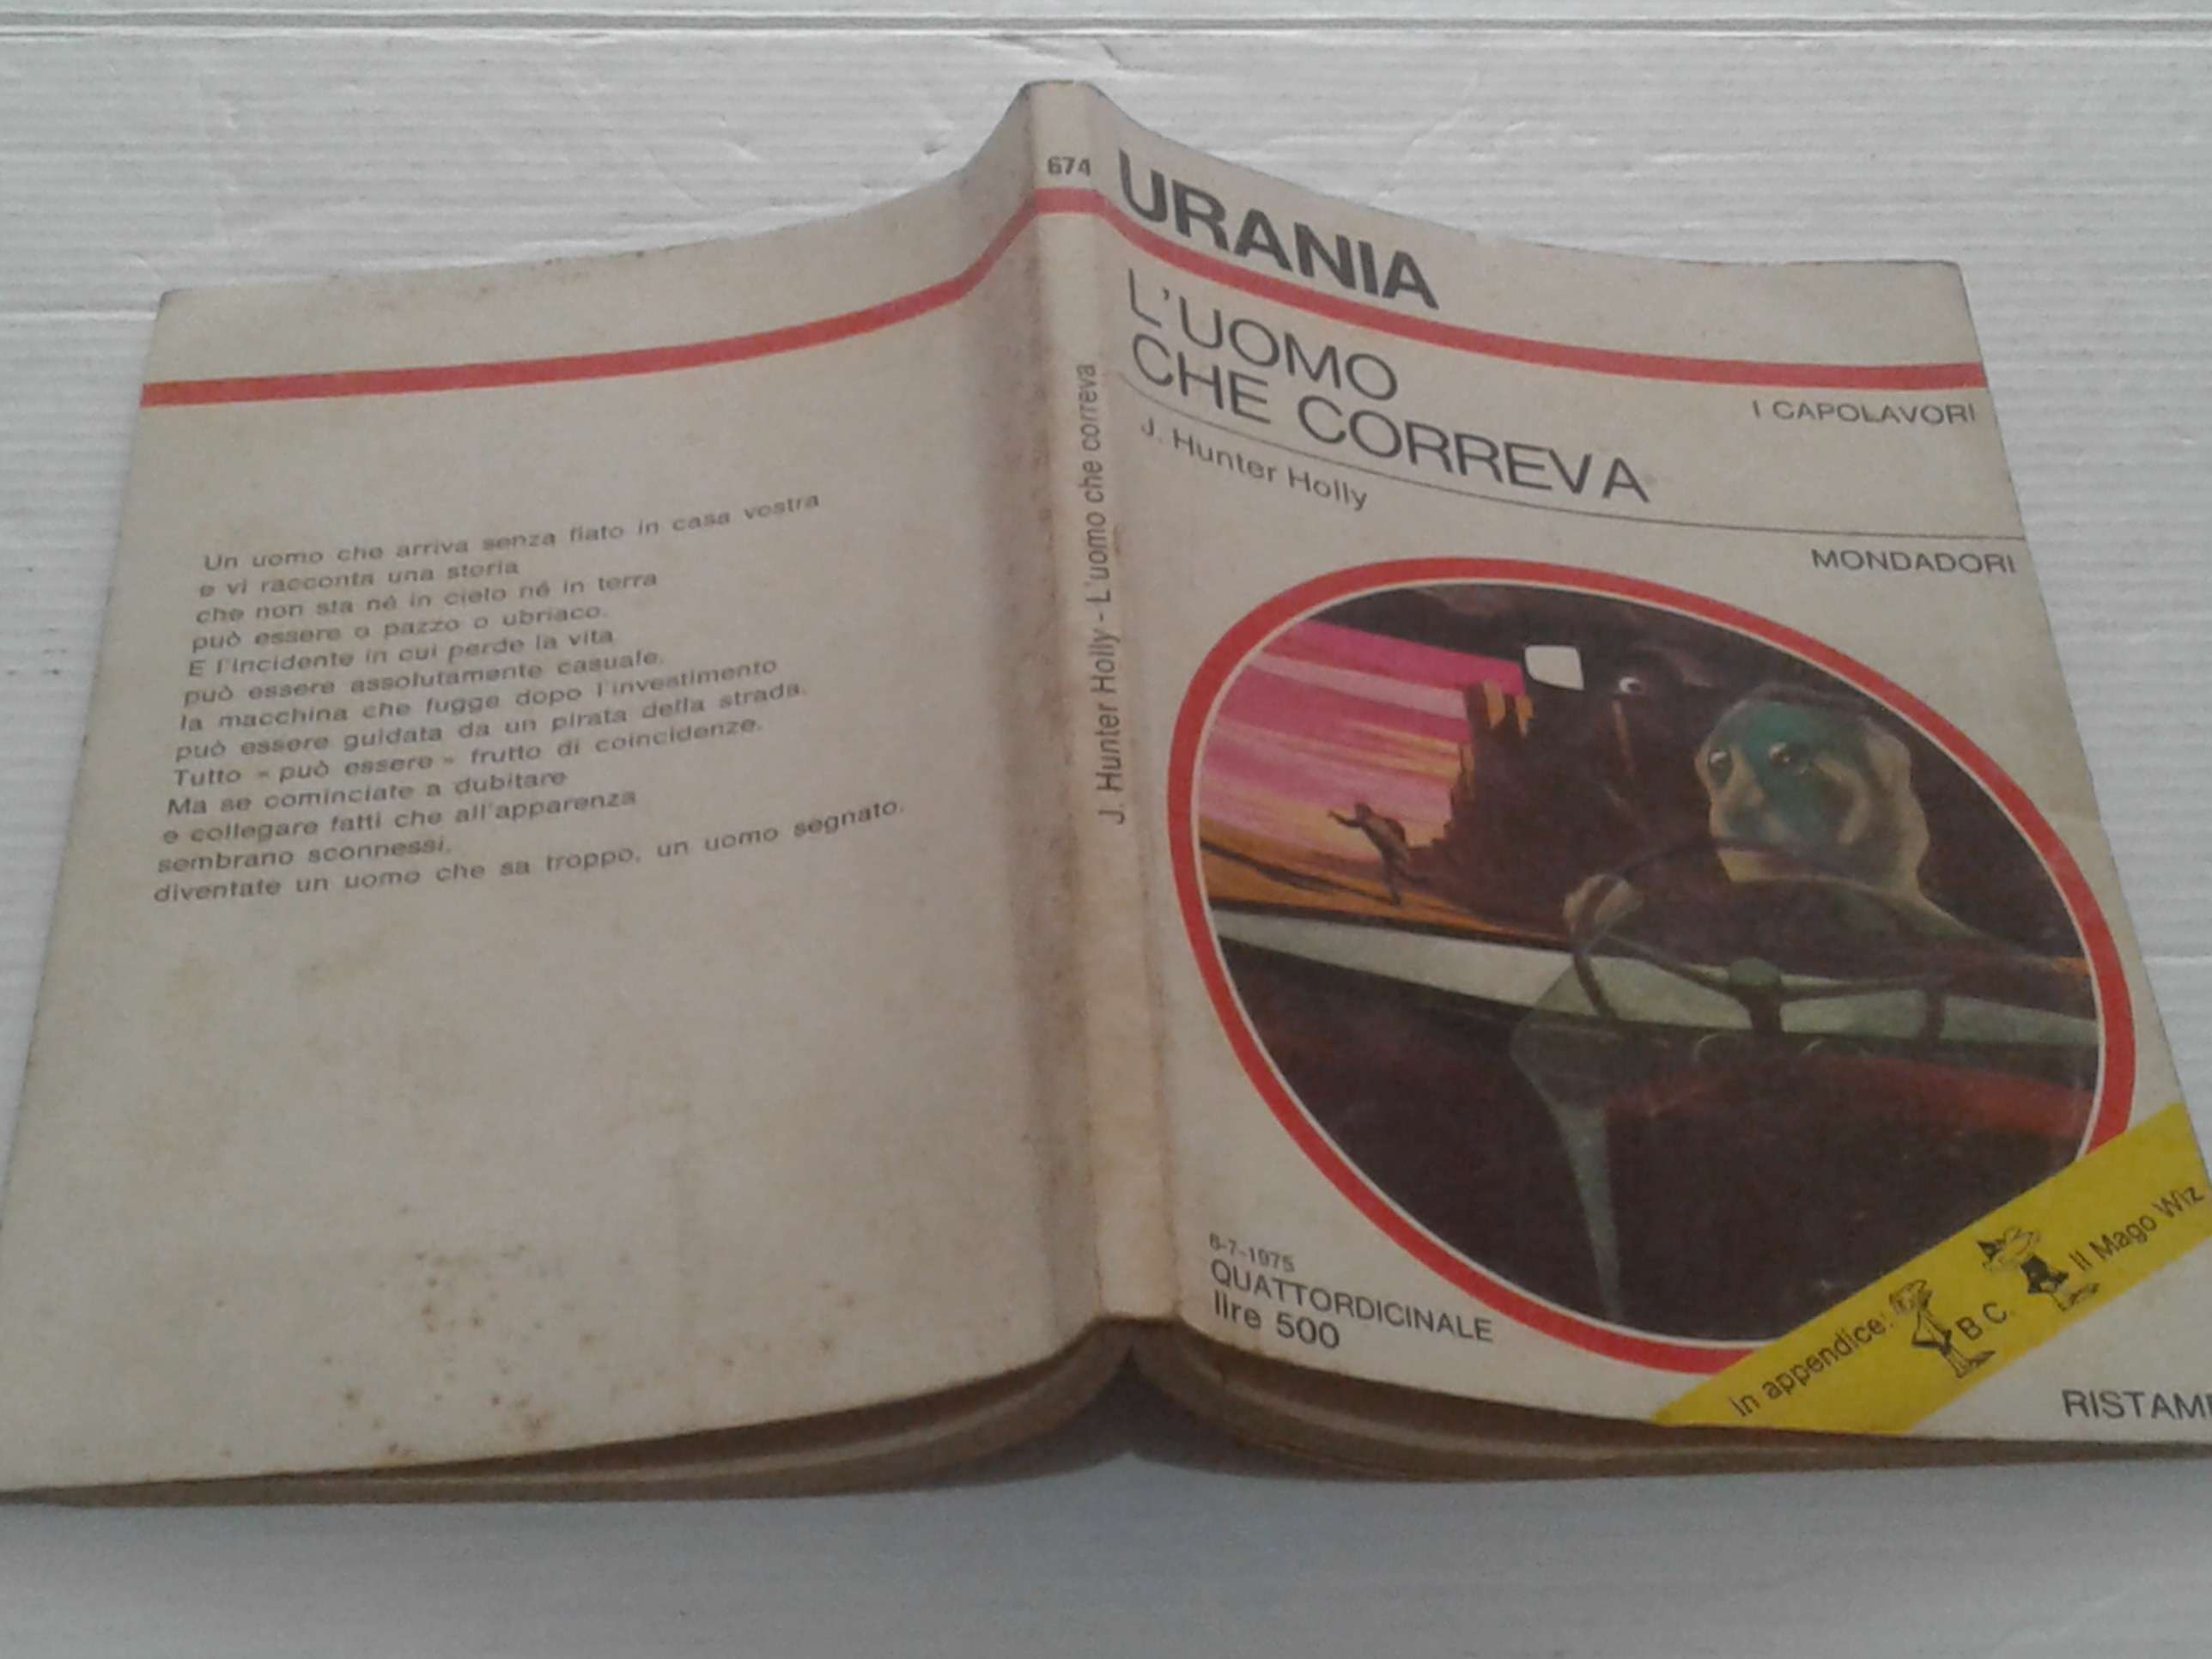 Un uomo che arriva senza fiato in casa vostra
e vi racconta una storia
che non sta né in cielo né in terra
può essere o pazzo o ubriaco.
E l'incidente in cui perde la vita
può essere assolutamente casuale,
la macchina che fugge dopo l'investimento
può essere guidata da un pirata della strada.
Tutto « può essere » frutto di coincidenze.
Ma se cominciate a dubitare
e collegare fatti che all'apparenza
sembrano sconnessi,
diventate un uomo che sa troppo, un uomo segnato.
674
J. Hunter Holly - L'uomo che correva
URANIA
I CAPOLAVORI
L'UOMO
CHE CORREVA
J. Hunter Holly
MONDADORI
6-7-1975
QUATTORDICINALE
lire 500
In appendice: B.C. Il Mago Wiz
RISTAM